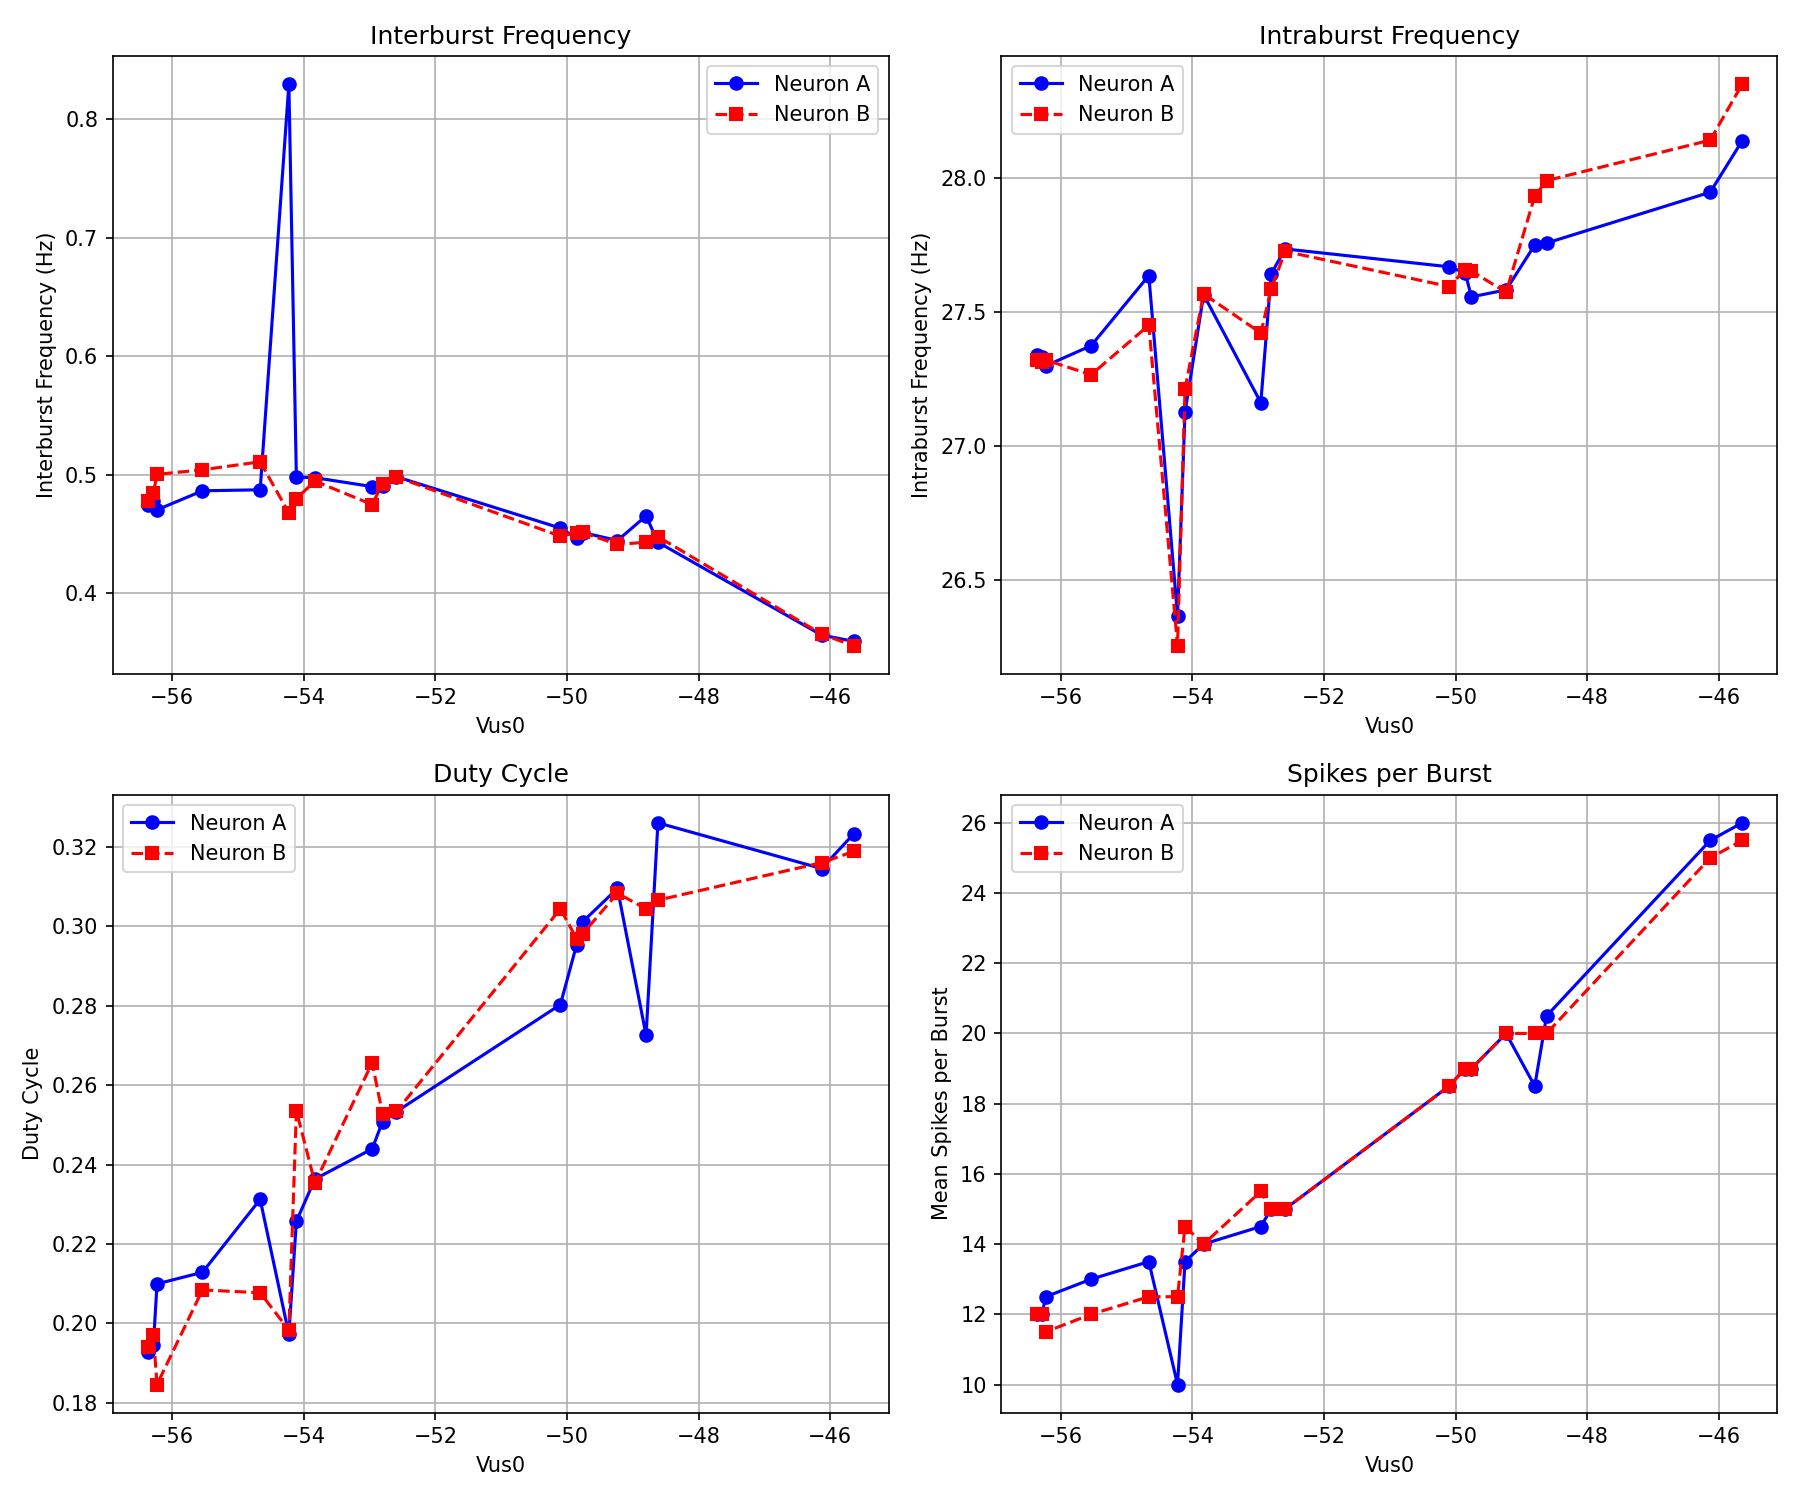 Interburst Frequency
Neuron A
Neuron B
Interburst Frequency (Hz)
0.8
0.7
0.6
0.5
0.4
−56 −54 −52 −50 −48 −46
Vus0
Intraburst Frequency
Neuron A
Neuron B
Intraburst Frequency (Hz)
28.0
27.5
27.0
26.5
−56 −54 −52 −50 −48 −46
Vus0
Duty Cycle
Neuron A
Neuron B
Duty Cycle
0.32
0.30
0.28
0.26
0.24
0.22
0.20
0.18
−56 −54 −52 −50 −48 −46
Vus0
Spikes per Burst
Neuron A
Neuron B
Mean Spikes per Burst
26
24
22
20
18
16
14
12
10
−56 −54 −52 −50 −48 −46
Vus0